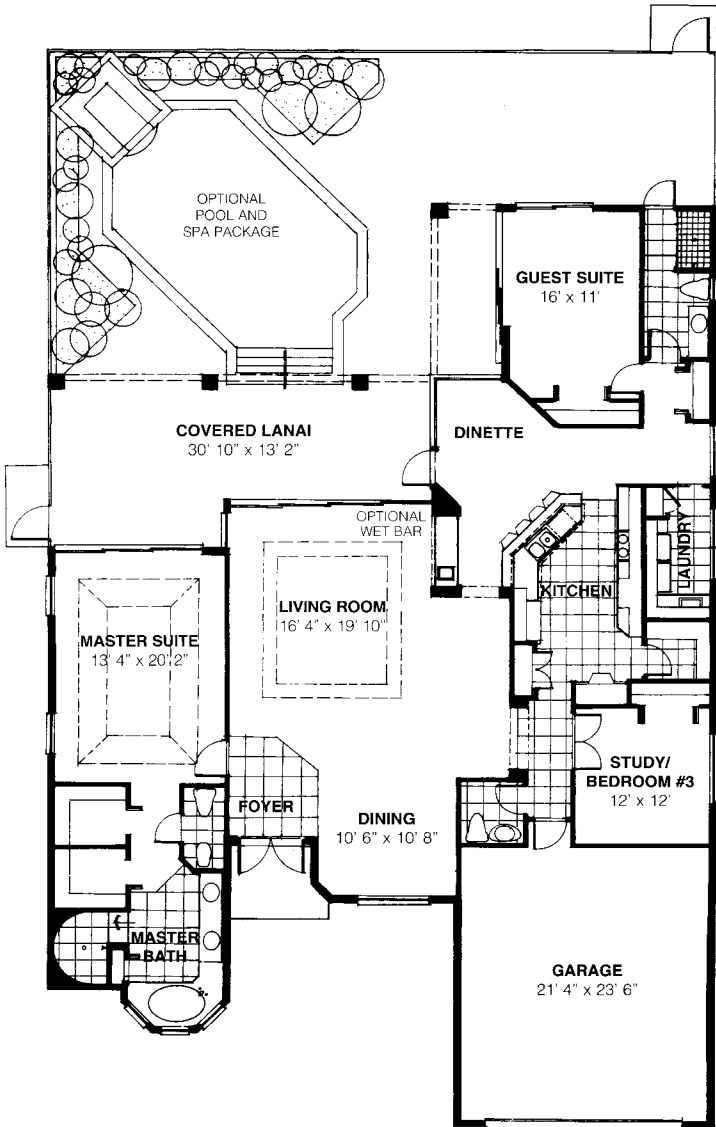 OPTIONAL
POOL AND
SPA PACKAGE
GUEST SUITE
16' x 11'
COVERED LANAI
30' 10" x 13' 2"
DINETTE
OPTIONAL
WET BAR
LAUNDRY
KITCHEN
LIVING ROOM
16' 4" x 19' 10"
MASTER SUITE
13' 4" x 20' 2"
STUDY/
BEDROOM #3
12' x 12'
FOYER
DINING
10' 6" x 10' 8"
MASTER
BATH
GARAGE
21' 4" x 23' 6"